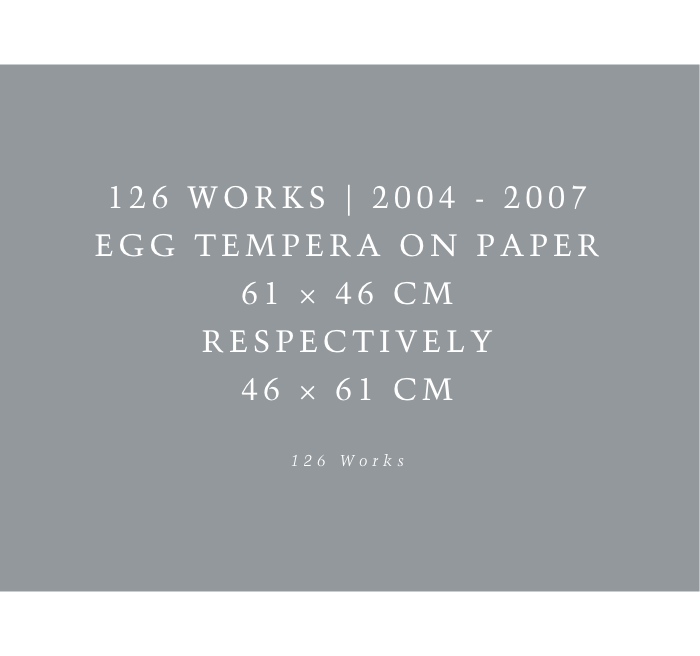 126 WORKS | 2004 - 2007
EGG TEMPERA ON PAPER
61 × 46 CM
RESPECTIVELY
46 × 61 CM
126 Works